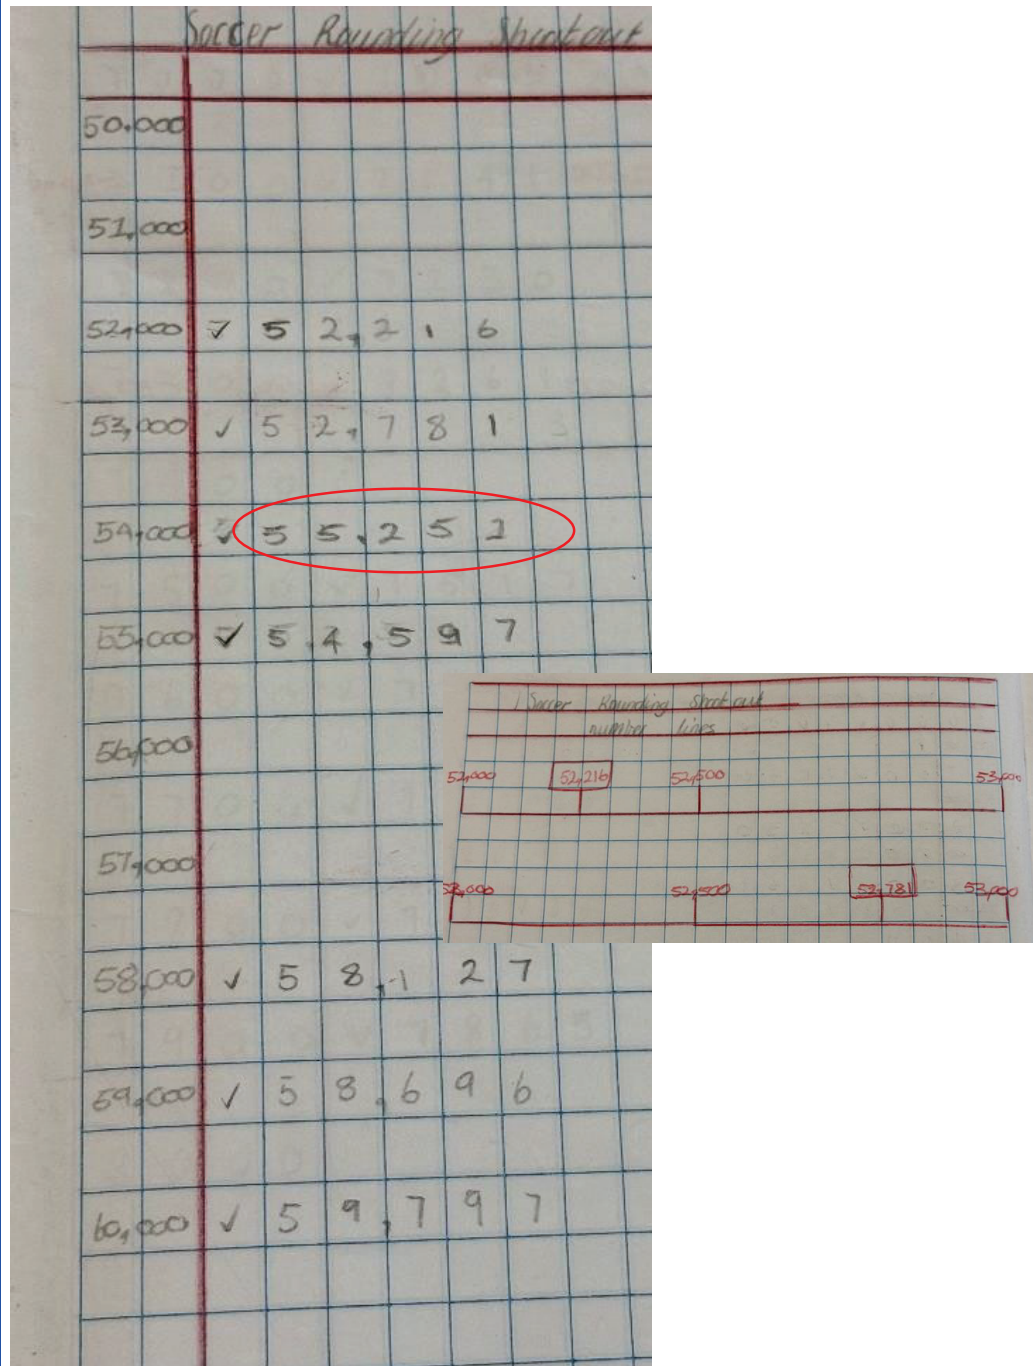 Soccer Rounding Shootout
50,000
51,000
52,000 ✓ 52,216
53,000 ✓ 52,781
54,000 ✓ 55,252
55,000 ✓ 54,597
56,000
57,000
58,000 ✓ 58,127
59,000 ✓ 58,696
60,000 ✓ 59,797
Soccer Rounding Shootout
number lines
52,000 52,216 52,500 53,000
52,500 52,781 53,000